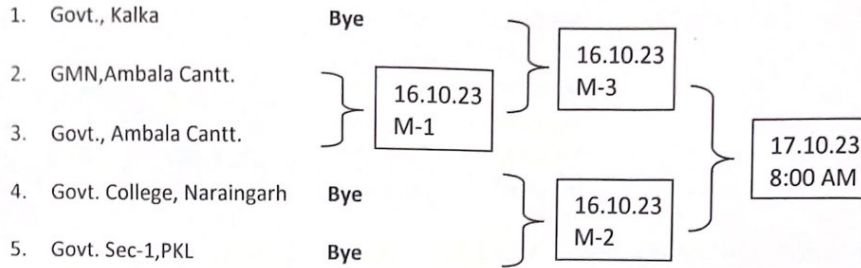 1. Govt., Kalka Bye
2. GMN,Ambala Cantt.
3. Govt., Ambala Cantt.
4. Govt. College, Naraingarh Bye
5. Govt. Sec-1,PKL Bye
16.10.23
M-1
16.10.23
M-3
16.10.23
M-2
17.10.23
8:00 AM